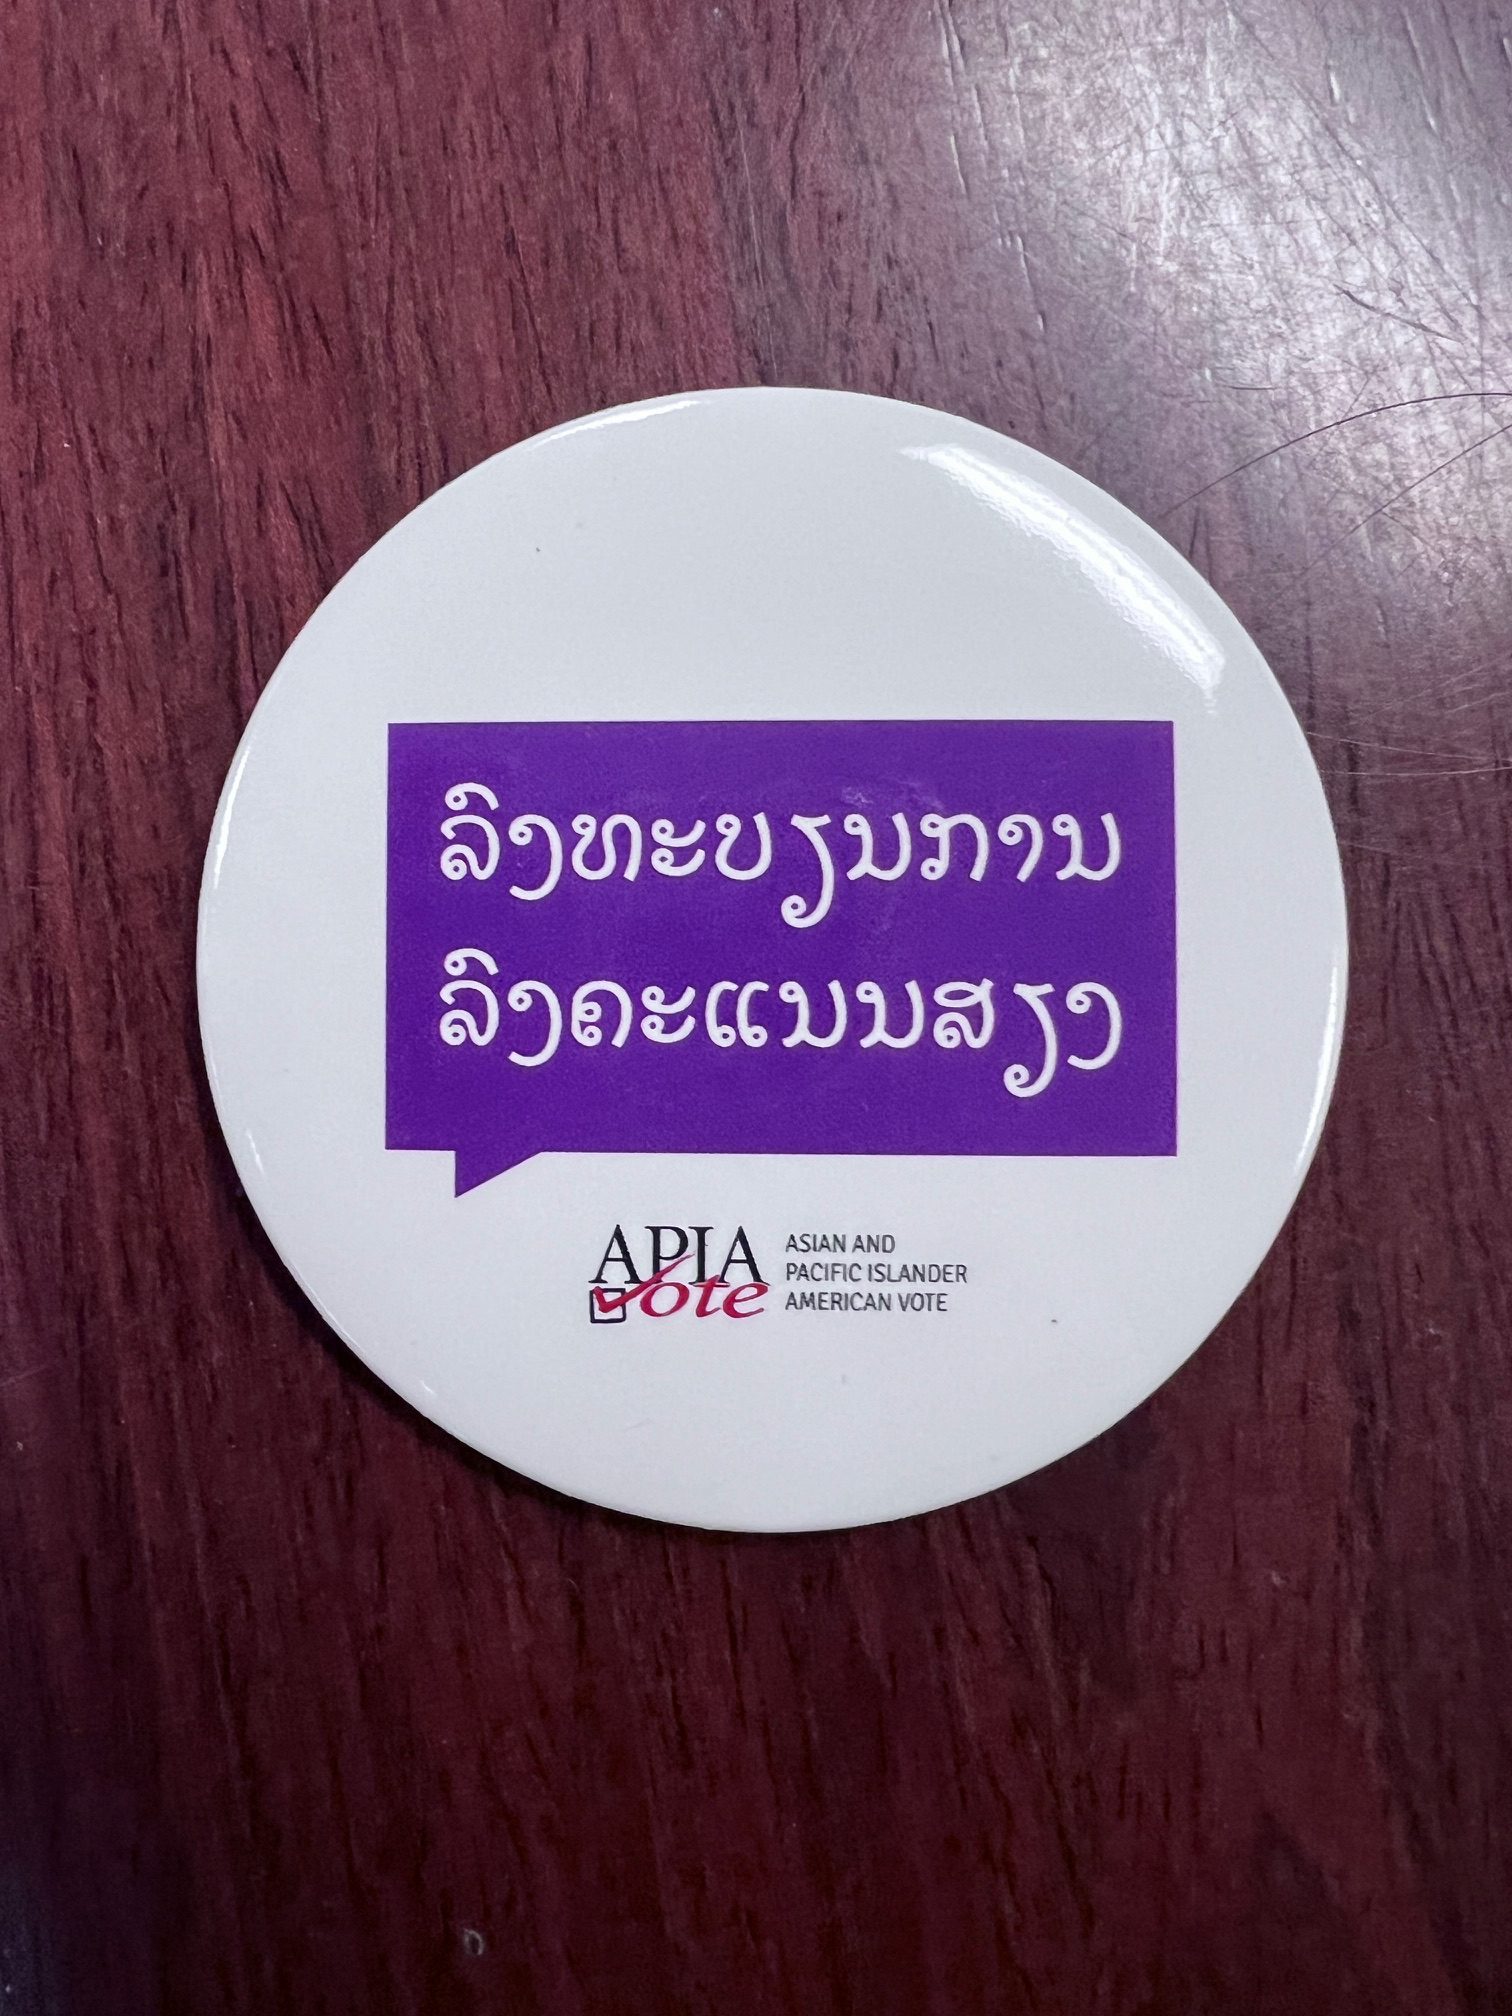 ລົງທະບຽນການ
ລົງຄະແນນສຽງ
APIA Vote
ASIAN AND
PACIFIC ISLANDER
AMERICAN VOTE